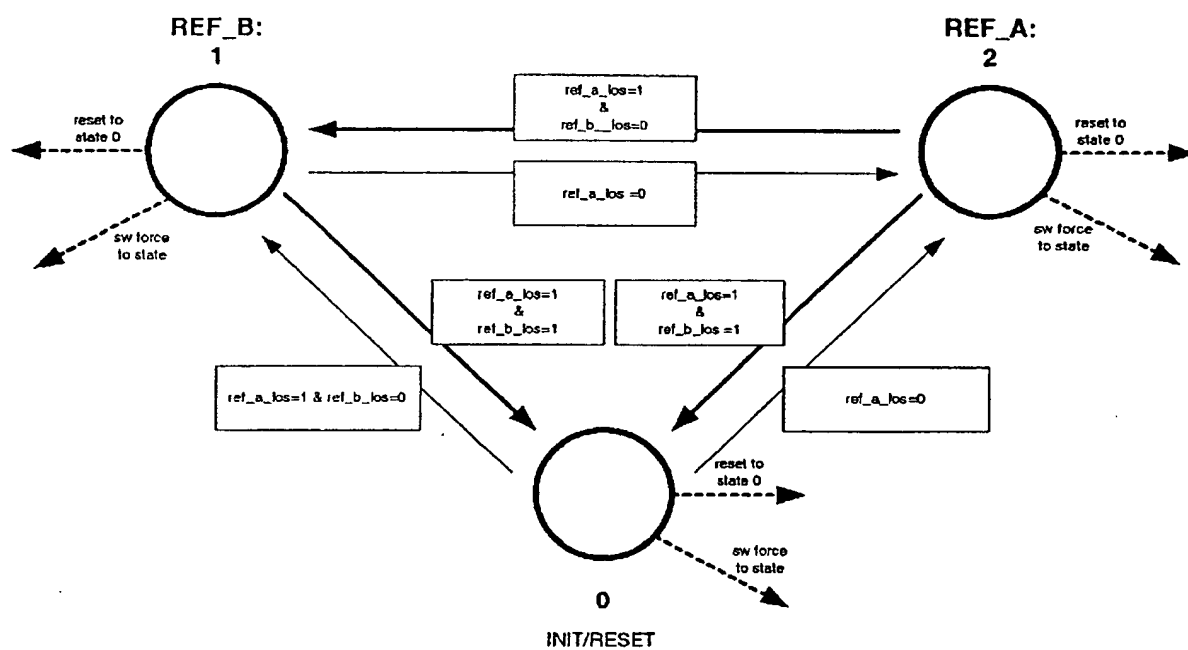 REF_B:
1
REF_A:
2
ref_a_los=1
&
ref_b__los=0
ref_a_los =0
reset to
state 0
sw force
to state
reset to
state 0
sw force
to state
ref_a_los=1
&
ref_b_los=1
ref_a_los=1
&
ref_b_los =1
ref_a_los=1 & ref_b_los=0
ref_a_los=0
reset to
state 0
sw force
to state
0
INIT/RESET